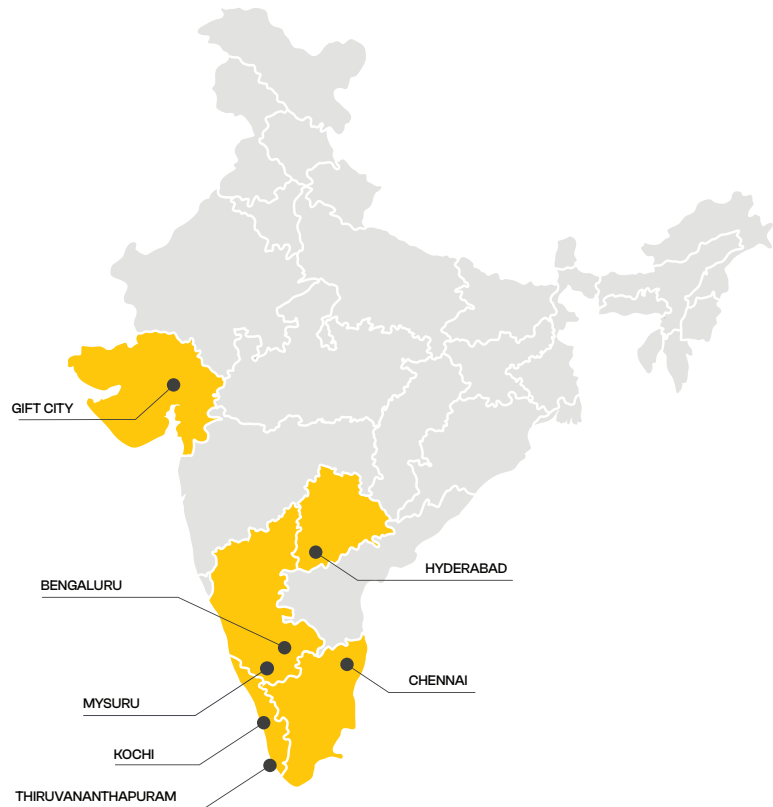 GIFT CITY
HYDERABAD
BENGALURU
CHENNAI
MYSURU
KOCHI
THIRUVANANTHAPURAM